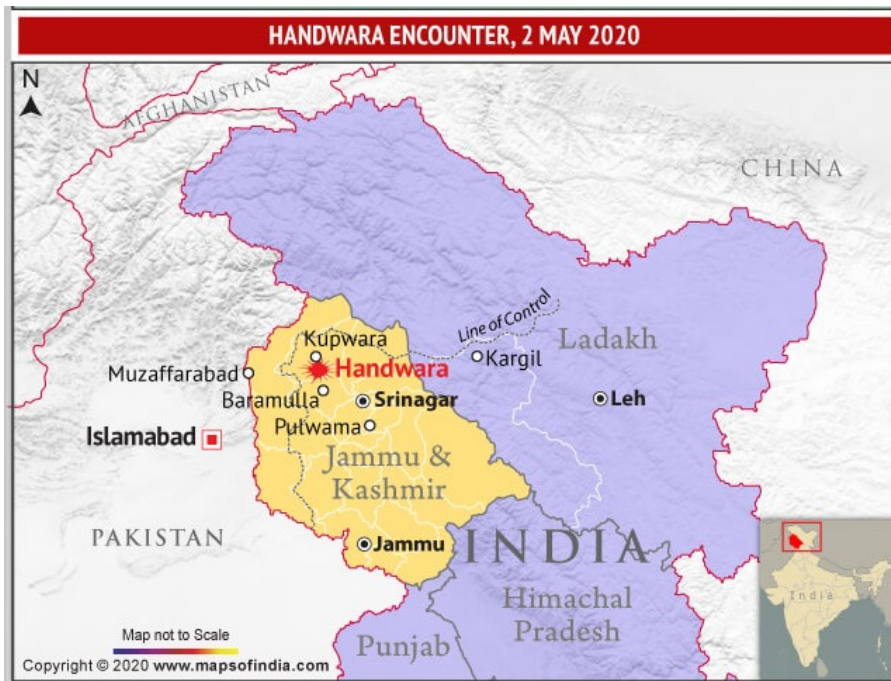 HANDWARA ENCOUNTER, 2 MAY 2020
N
AFGHANISTAN
CHINA
Line of Control
Kupwara
Kargil
Ladakh
Muzaffarabad
Handwara
Baramulla
Srinagar
Leh
Pulwama
Islamabad
Jammu &
Kashmir
PAKISTAN
Jammu
INDIA
Himachal
Pradesh
India
Punjab
Map not to Scale
Copyright © 2020 www.mapsofindia.com